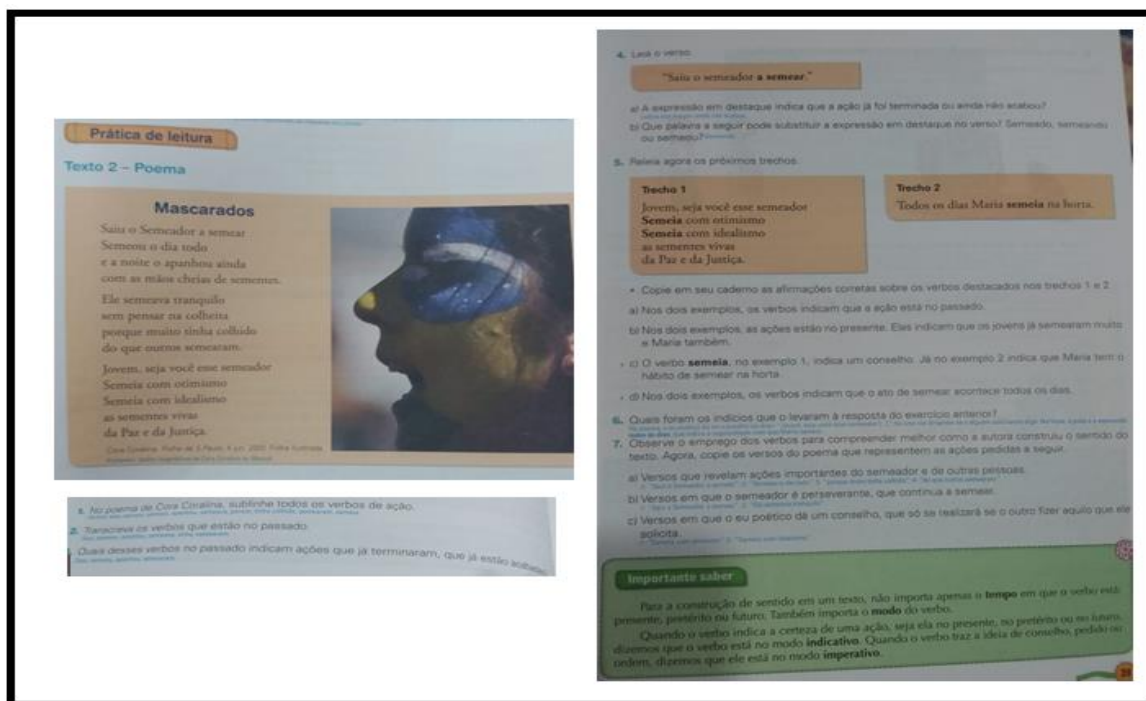 Prática de leitura
Texto 2 – Poema
Mascarados
Saiu o Semeador a semear
Semeou o dia todo
e a noite o apanhou ainda
com as mãos cheias de sementes.
Ele semeava tranquilo
sem pensar na colheita
porque muito tinha colhido
do que outros semearam.
Jovem, seja você esse semeador
Semeia com otimismo
Semeia com idealismo
as sementes vivas
da Paz e da Justiça.
1. No poema de Cora Coralina, sublinhe todos os verbos de ação.
2. Transcreva os verbos que estão no passado.
Quais desses verbos no passado indicam ações que já terminaram, que já estão
4. Leia o verso.
"Saiu o semeador a semear."
a) A expressão em destaque indica que a ação já foi terminada ou ainda não acabou?
b) Que palavra a seguir pode substituir a expressão em destaque no verso? Semeado, semeando
ou semeou?
5. Releia agora os próximos trechos.
Trecho 1
Jovem, seja você esse semeador
Semeia com otimismo
Semeia com idealismo
as sementes vivas
da Paz e da Justiça.
Trecho 2
Todos os dias Maria semeia na horta.
• Copie em seu caderno as afirmações corretas sobre os verbos destacados nos trechos 1 e 2.
a) Nos dois exemplos, os verbos indicam que a ação está no passado.
b) Nos dois exemplos, as ações estão no presente. Eles indicam que os jovens já semearam muito
e Maria também.
c) O verbo semeia, no exemplo 1, indica um conselho. Já no exemplo 2 indica que Maria tem o
hábito de semear na horta.
d) Nos dois exemplos, os verbos indicam que o ato de semear acontece todos os dias.
6. Quais foram os indícios que o levaram à resposta do exercício anterior?
7. Observe o emprego dos verbos para compreender melhor como a autora construiu o sentido do
texto. Agora, copie os versos do poema que representem as ações pedidas a seguir.
a) Versos que revelam ações importantes do semeador e de outras pessoas.
b) Versos em que o semeador é perseverante, que continua a semear.
c) Versos em que o eu poético dá um conselho, que só se realizará se o outro fizer aquilo que ele
solicita.
Importante saber
Para a construção de sentido em um texto, não importa apenas o tempo em que o verbo está:
presente, pretérito ou futuro. Também importa o modo do verbo.
Quando o verbo indica a certeza de uma ação, seja ela no presente, no pretérito ou no futuro,
dizemos que o verbo está no modo indicativo. Quando o verbo traz a ideia de conselho, pedido ou
ordem, dizemos que ele está no modo imperativo.